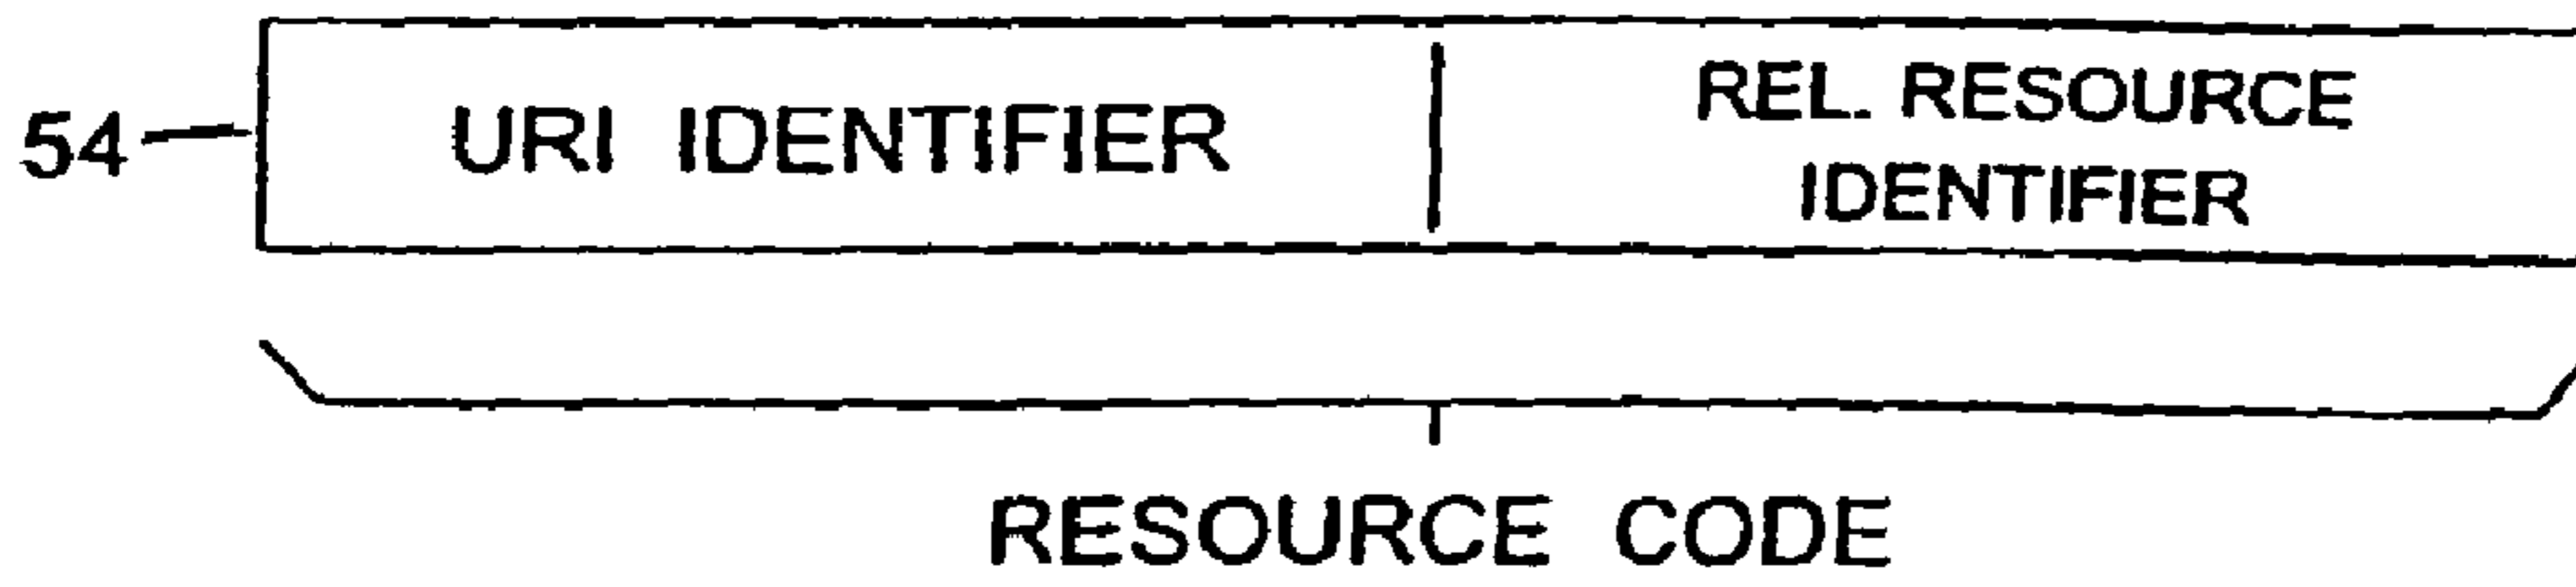 54
URI IDENTIFIER
REL. RESOURCE
IDENTIFIER
RESOURCE CODE